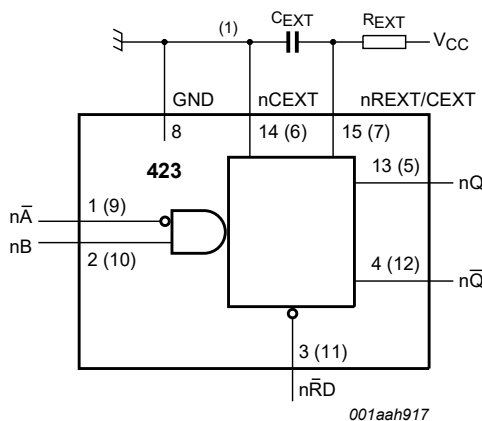 (1)
CEXT
REXT
VCC
GND
nCEXT
nREXT/CEXT
8
14 (6)
15 (7)
423
13 (5)
nQ
nA̅
1 (9)
nB
2 (10)
4 (12)
nQ̅
3 (11)
nR̅D
001aah917